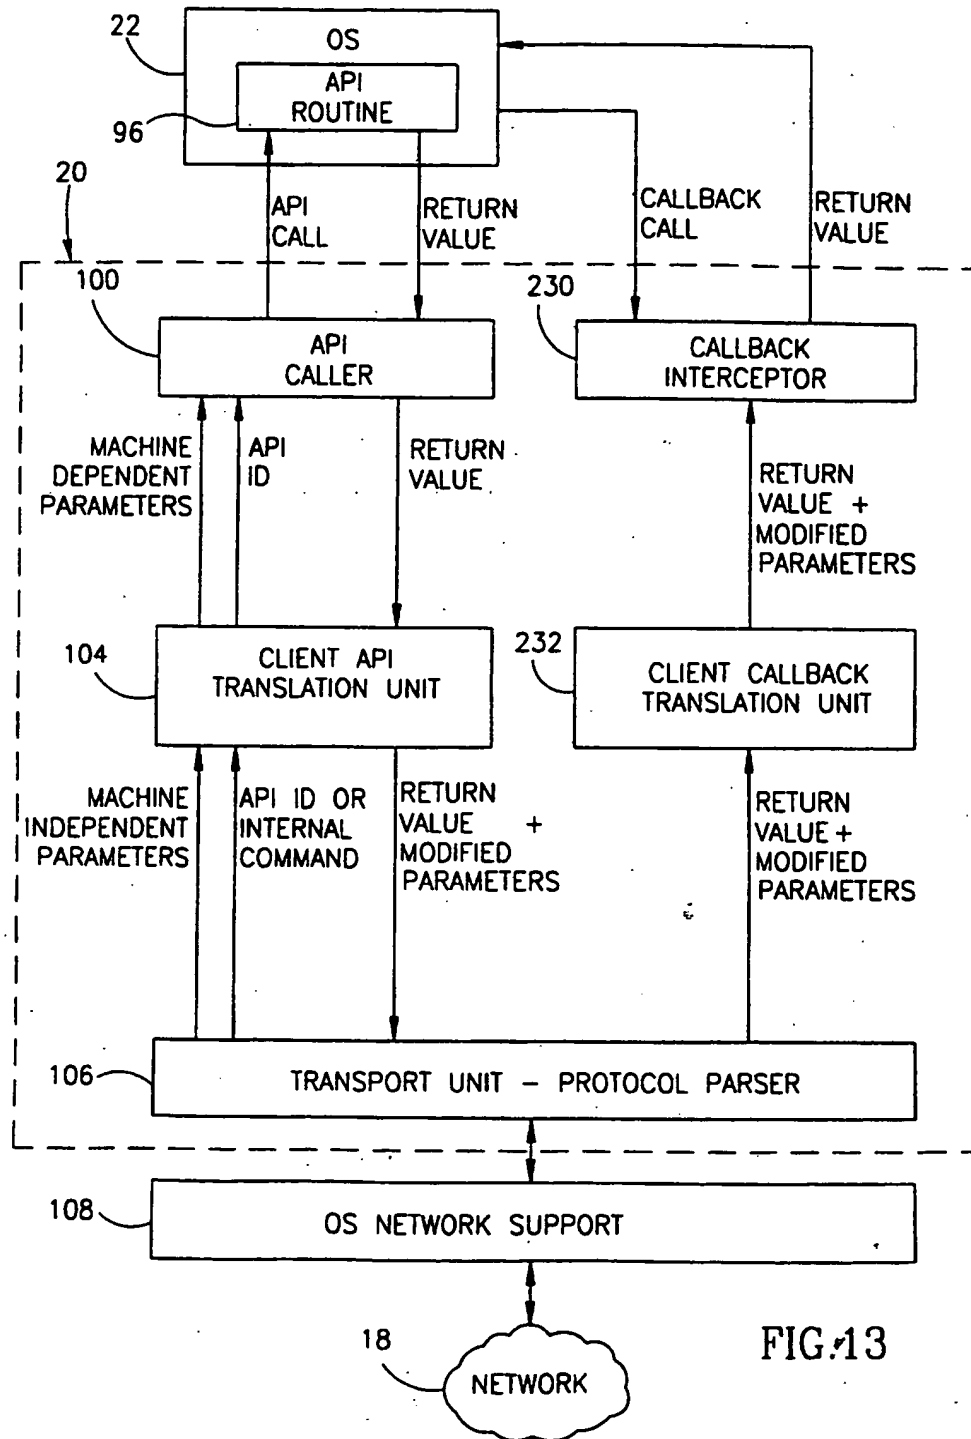 22
OS
API
ROUTINE
96
20
API
CALL
RETURN
VALUE
CALLBACK
CALL
RETURN
VALUE
100
230
API
CALLER
CALLBACK
INTERCEPTOR
MACHINE
DEPENDENT
PARAMETERS
API
ID
RETURN
VALUE
RETURN
VALUE +
MODIFIED
PARAMETERS
104
CLIENT API
TRANSLATION UNIT
232
CLIENT CALLBACK
TRANSLATION UNIT
MACHINE
INDEPENDENT
PARAMETERS
API ID OR
INTERNAL
COMMAND
RETURN
VALUE +
MODIFIED
PARAMETERS
RETURN
VALUE+
MODIFIED
PARAMETERS
106
TRANSPORT UNIT – PROTOCOL PARSER
108
OS NETWORK SUPPORT
18
NETWORK
FIG.13